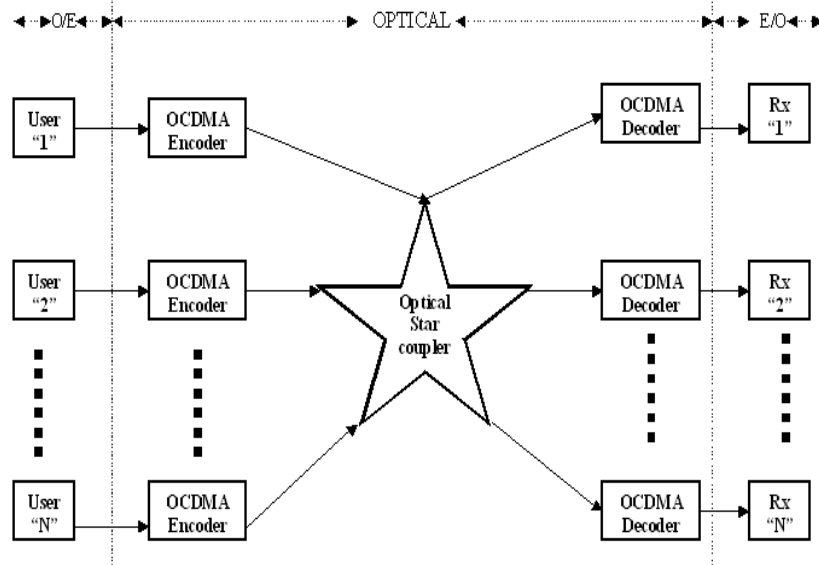 O/E OPTICAL E/O
User
“1”
OCDMA
Encoder
OCDMA
Decoder
Rx
“1”
User
“2”
OCDMA
Encoder
Optical
Star
coupler
OCDMA
Decoder
Rx
“2”
User
“N”
OCDMA
Encoder
OCDMA
Decoder
Rx
“N”